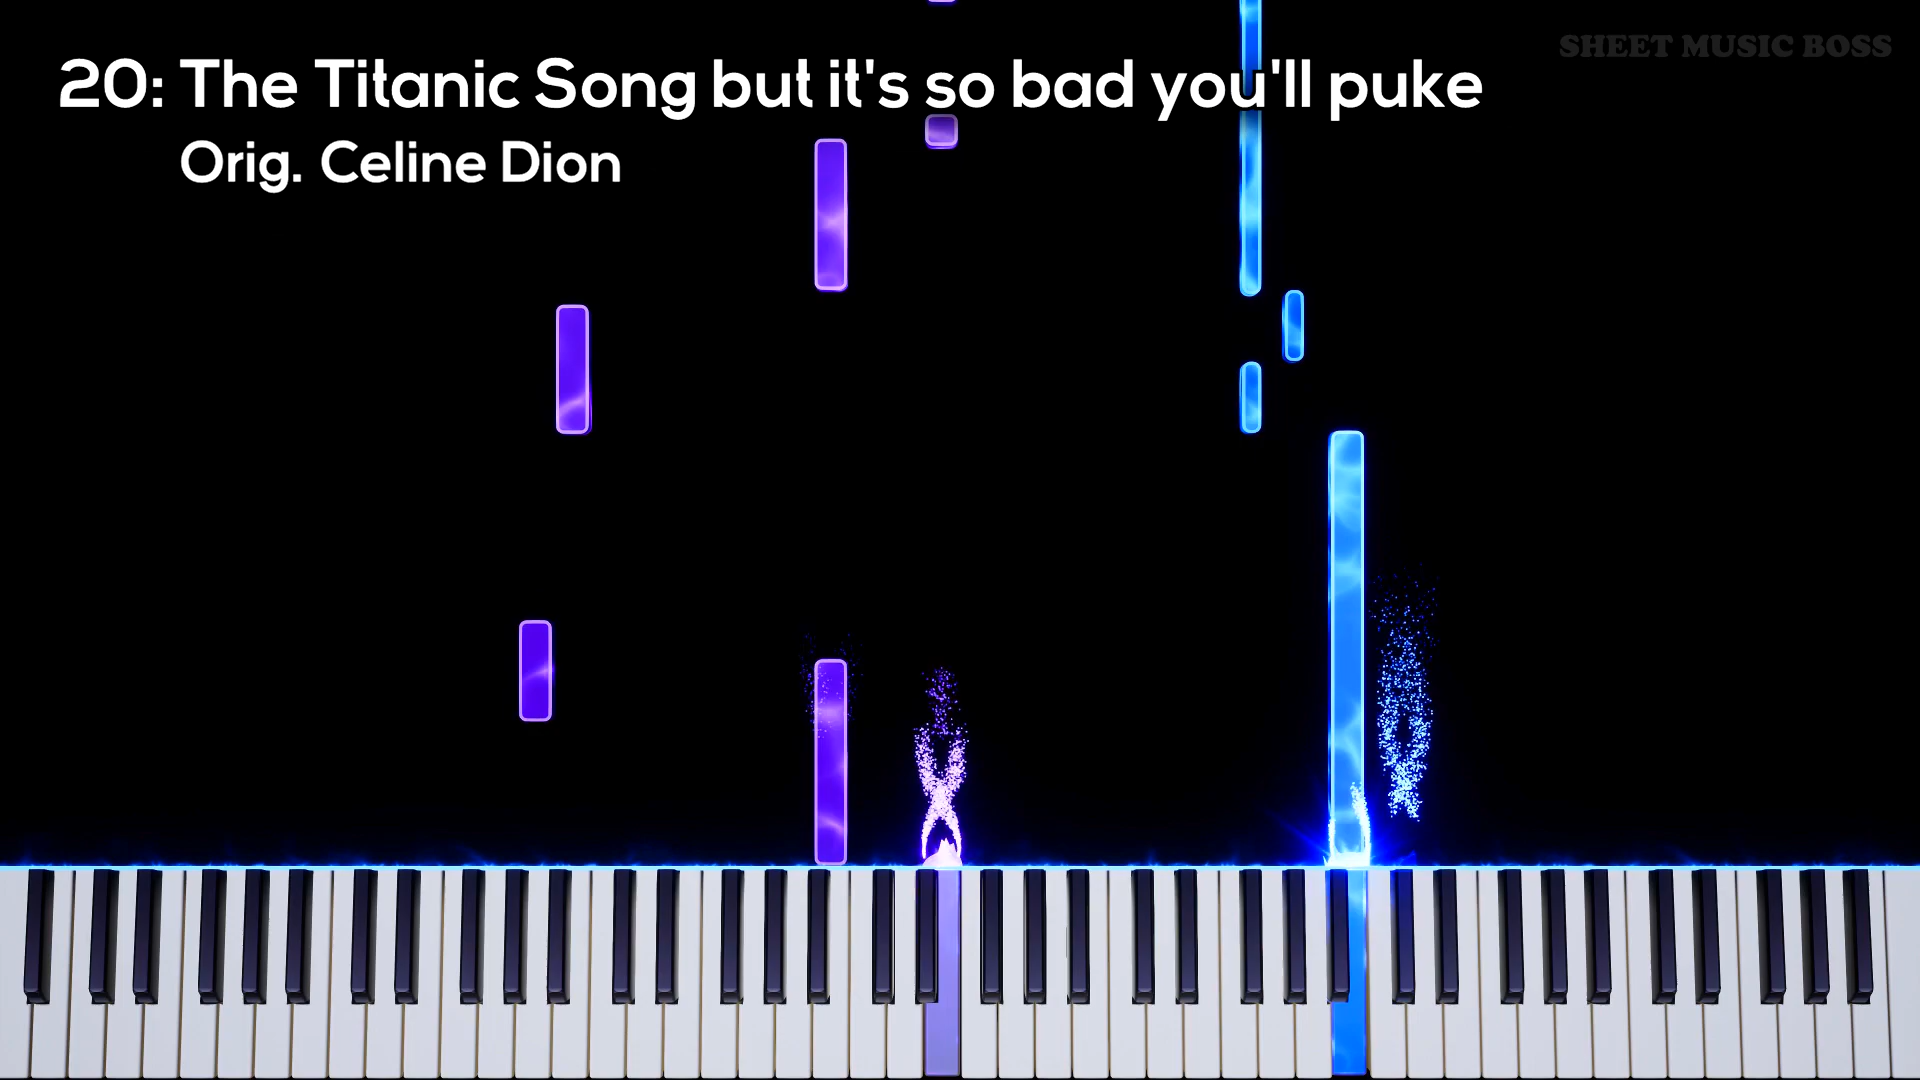 SHEET MUSIC BOSS
20: The Titanic Song but it's so bad you'll puke
Orig. Celine Dion